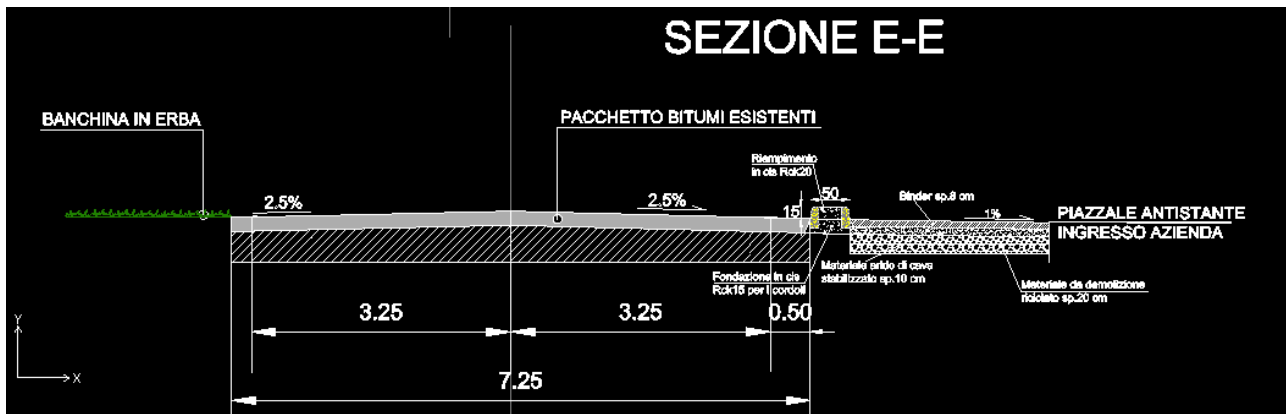 SEZIONE E-E
BANCHINA IN ERBA
PACCHETTO BITUMI ESISTENTI
Riempimento
in cls Rck20
50
Binder sp.8 cm
2.5%
2.5%
15
1%
PIAZZALE ANTISTANTE
INGRESSO AZIENDA
Fondazione in cls
Rck15 per i cordoli
Materiale arido di cava
stabilizzato sp.10 cm
Materiale da demolizione
riciclato sp.20 cm
3.25
3.25
0.50
7.25
Y
X